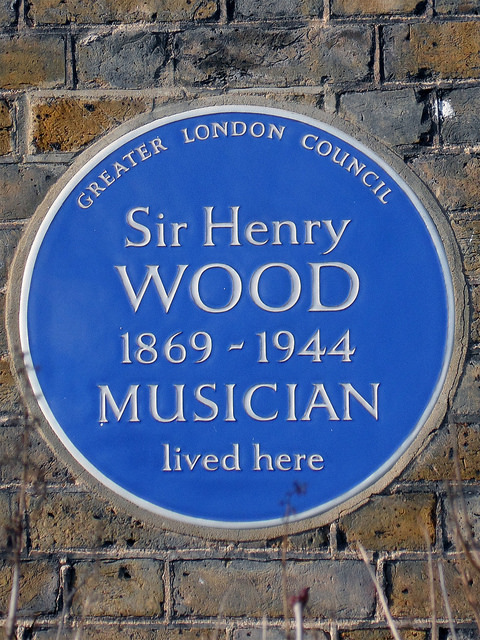 GREATER LONDON COUNCIL
Sir Henry
WOOD
1869 - 1944
MUSICIAN
lived here